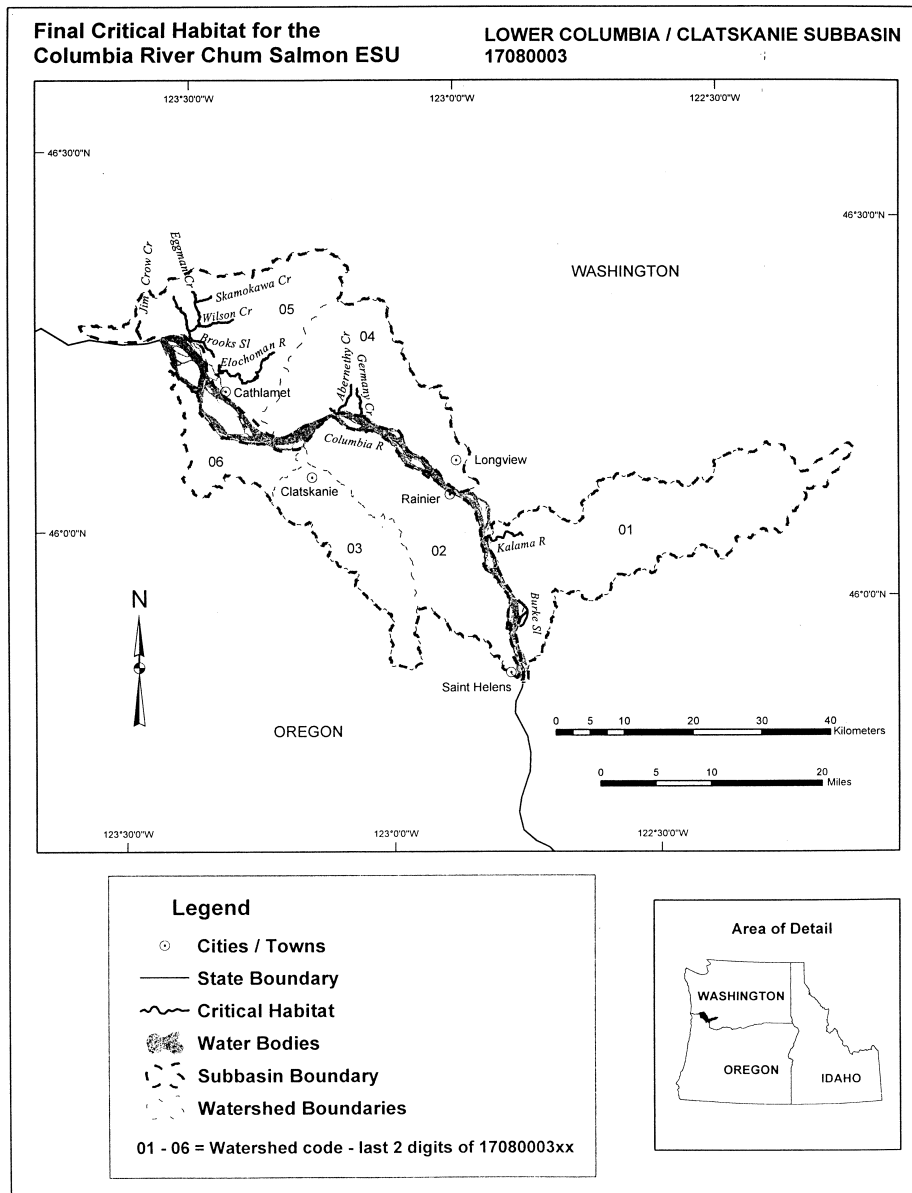 Final Critical Habitat for the
Columbia River Chum Salmon ESU
LOWER COLUMBIA / CLATSKANIE SUBBASIN
17080003
123°30'0"W
123°0'0"W
122°30'0"W
46°30'0"N
46°30'0"N
WASHINGTON
Jim Crow Cr
Eggman Cr
Skamokawa Cr
Wilson Cr
05
04
Brooks Sl
Elochoman R
Abernethy Cr
Germany Cr
Cathlamet
Columbia R
Longview
06
Clatskanie
Rainier
01
46°0'0"N
03
02
Kalama R
46°0'0"N
Burke Sl
N
Saint Helens
OREGON
0 5 10 20 30 40
Kilometers
0 5 10 20
Miles
123°30'0"W
123°0'0"W
122°30'0"W
Legend
Cities / Towns
State Boundary
Critical Habitat
Water Bodies
Subbasin Boundary
Watershed Boundaries
01 - 06 = Watershed code - last 2 digits of 17080003xx
Area of Detail
WASHINGTON
OREGON
IDAHO